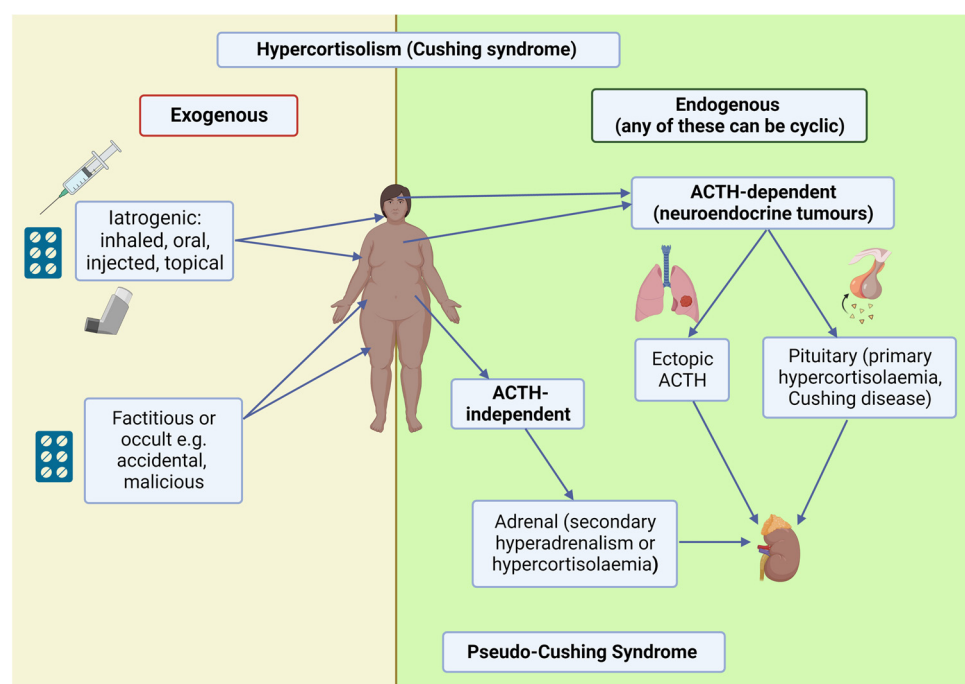 Hypercortisolism (Cushing syndrome)
Exogenous
Endogenous
(any of these can be cyclic)
Iatrogenic:
inhaled, oral,
injected, topical
ACTH-dependent
(neuroendocrine tumours)
Ectopic
ACTH
Pituitary (primary
hypercortisolaemia,
Cushing disease)
ACTH-
independent
Factitious or
occult e.g.
accidental,
malicious
Adrenal (secondary
hyperadrenalism or
hypercortisolaemia)
Pseudo-Cushing Syndrome